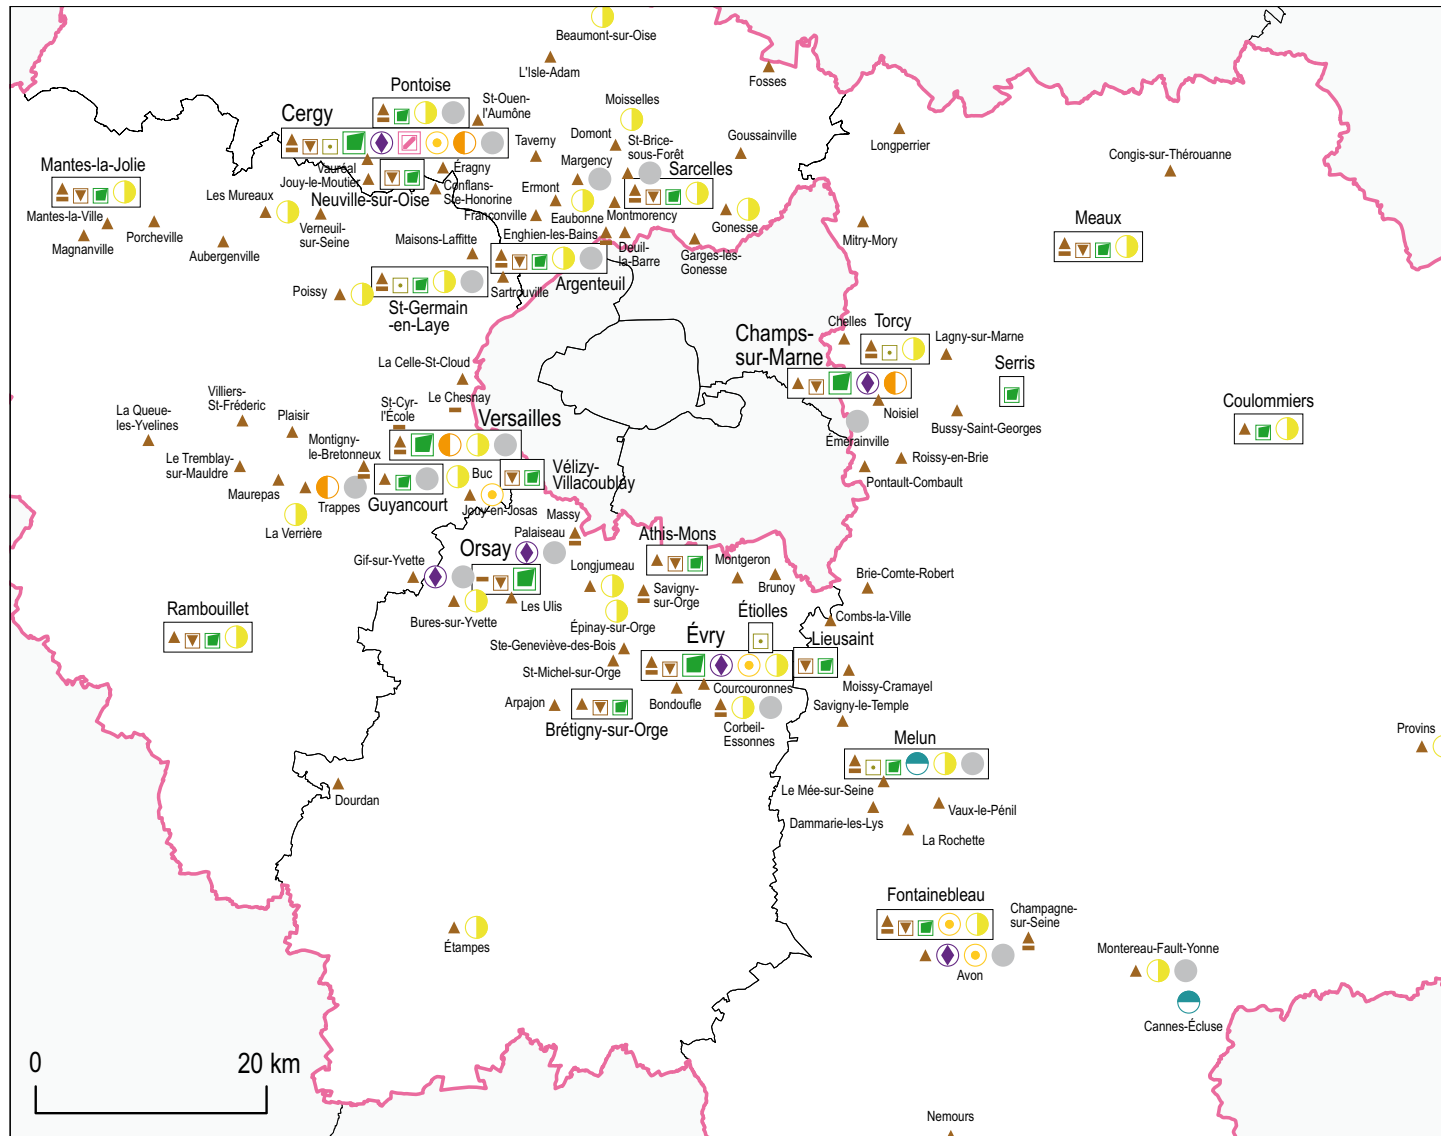 Beaumont-sur-Oise
L'Isle-Adam
Fosses
Pontoise
St-Ouen-
l'Aumône
Moisselles
Cergy
Taverny
Domont
St-Brice-
sous-Forêt
Goussainville
Longperrier
Congis-sur-Thérouanne
Mantes-la-Jolie
Vauréal
Jouy-le-Moutier
Éragny
Margency
Sarcelles
Les Mureaux
Neuville-sur-Oise
Conflans-
Ste-Honorine
Ermont
Franconville
Eaubonne
Montmorency
Mantes-la-Ville
Magnanville
Porcheville
Verneuil-
sur-Seine
Aubergenville
Maisons-Laffitte
Enghien-les-Bains
Deuil-
la-Barre
Gonesse
Garges-lès-
Gonesse
Mitry-Mory
Meaux
Poissy
St-Germain
-en-Laye
Sartrouville
Argenteuil
Champs-
sur-Marne
Chelles
Torcy
Lagny-sur-Marne
Serris
La Celle-St-Cloud
Le Chesnay
Villiers-
St-Fréderic
La Queue-
les-Yvelines
Plaisir
St-Cyr-
l'École
Versailles
Noisiel
Bussy-Saint-Georges
Coulommiers
Émerainville
Montigny-
le-Bretonneux
Le Tremblay-
sur-Mauldre
Maurepas
Trappes
Guyancourt
Buc
Vélizy-
Villacoublay
Roissy-en-Brie
Pontault-Combault
La Verrière
Jouy-en-Josas
Massy
Palaiseau
Orsay
Athis-Mons
Gif-sur-Yvette
Longjumeau
Montgeron
Brunoy
Brie-Comte-Robert
Savigny-
sur-Orge
Rambouillet
Bures-sur-Yvette
Les Ulis
Épinay-sur-Orge
Étiolles
Combs-la-Ville
Lieusaint
Ste-Geneviève-des-Bois
Évry
St-Michel-sur-Orge
Moissy-Cramayel
Arpajon
Brétigny-sur-Orge
Bondoufle
Courcouronnes
Corbeil-
Essonnes
Savigny-le-Temple
Melun
Provins
Dourdan
Le Mée-sur-Seine
Dammarie-les-Lys
Vaux-le-Pénil
La Rochette
Étampes
Fontainebleau
Champagne-
sur-Seine
Avon
Montereau-Fault-Yonne
Cannes-Écluse
0
20 km
Nemours